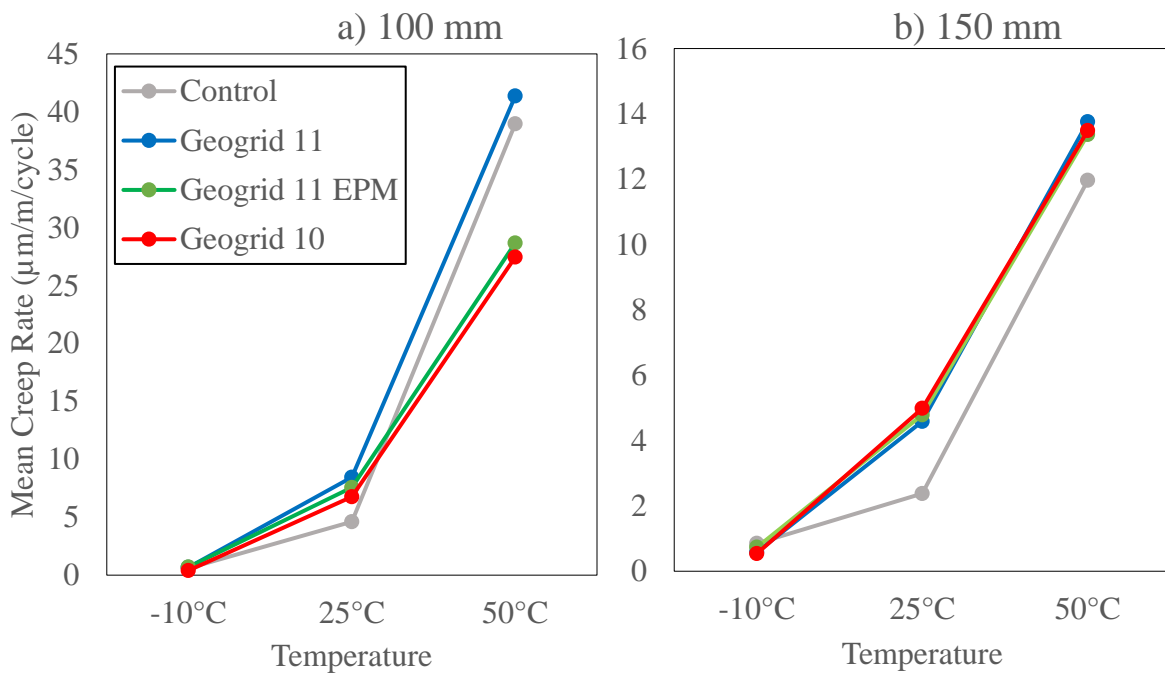 a) 100 mm
45
40
35
30
25
20
15
10
5
0
Mean Creep Rate (μm/m/cycle)
Control
Geogrid 11
Geogrid 11 EPM
Geogrid 10
-10°C 25°C 50°C
Temperature
b) 150 mm
16
14
12
10
8
6
4
2
0
-10°C 25°C 50°C
Temperature